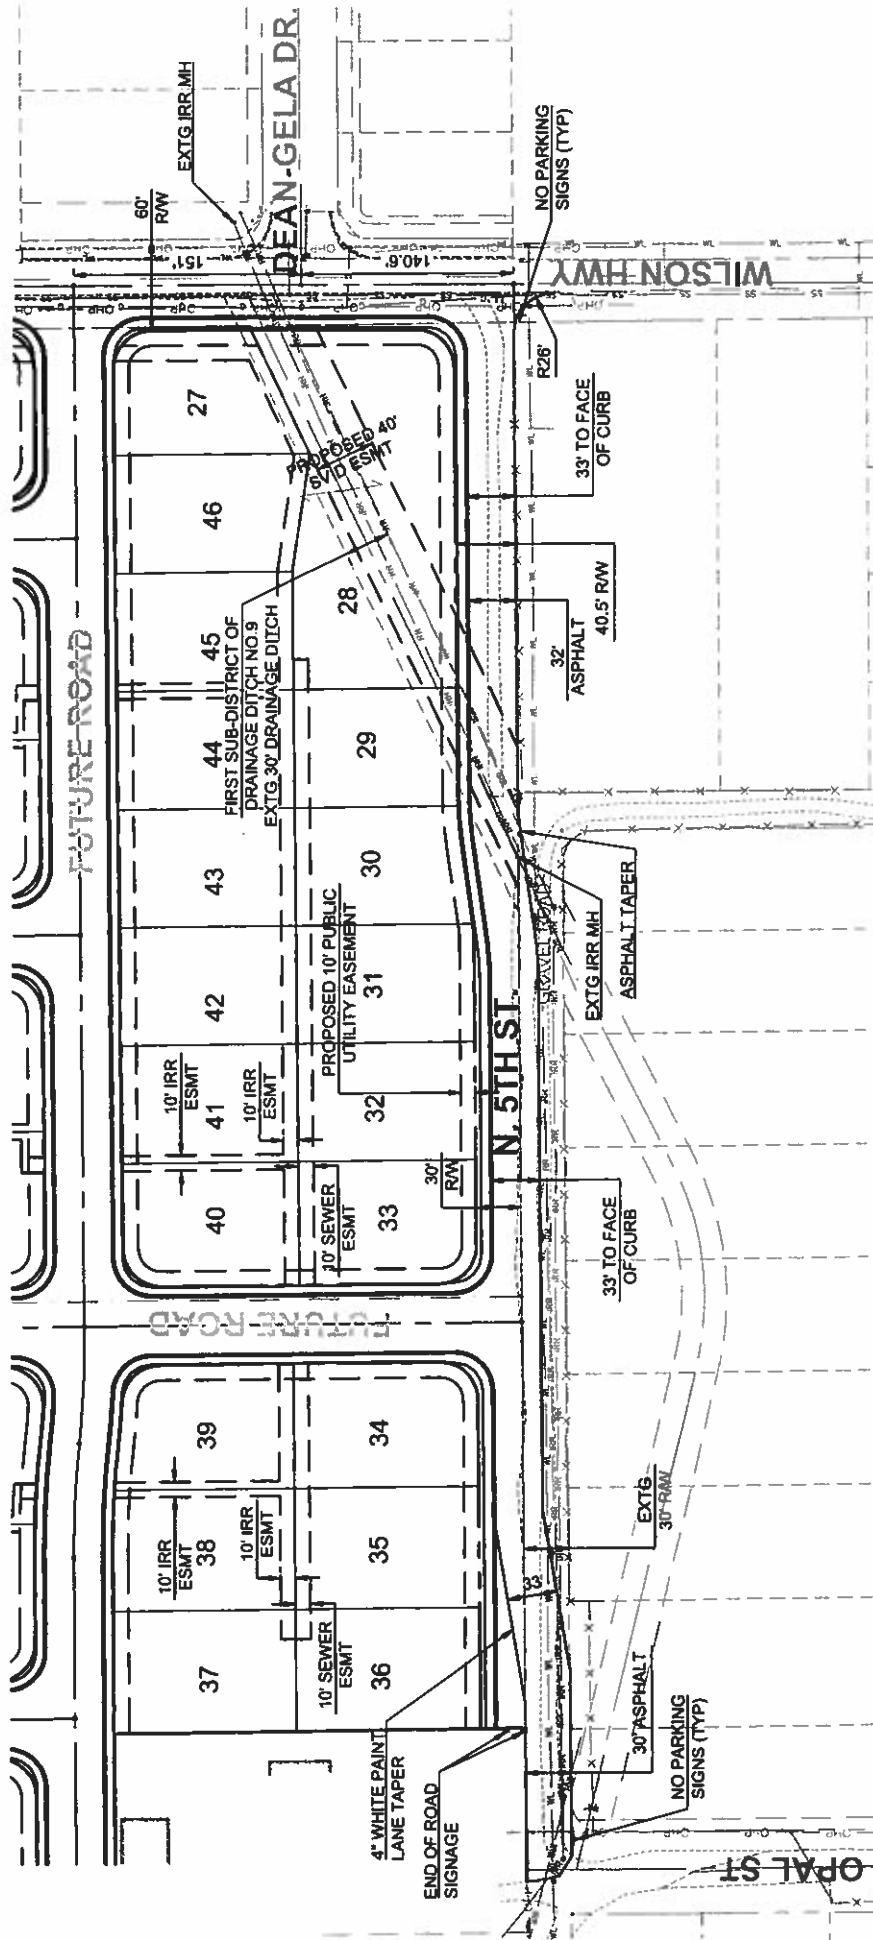 EXTG IRR MH
DEAN-GELA DR.
60'
R/W
151'
140.6'
NO PARKING
SIGNS (TYP)
WILSON HWY
OHP
R26'
33' TO FACE
OF CURB
27
46
PROPOSED 40'
SVID ESMT
28
45
FIRST SUB-DISTRICT OF
DRAINAGE DITCH NO.9
EXTG 30' DRAINAGE DITCH
40.5' R/W
32'
ASPHALT
FUTURE ROAD
44
29
43
30
PROPOSED 10' PUBLIC
UTILITY EASEMENT
42
31
N. 5TH ST
GRAVEL ROAD
EXTG IRR MH
ASPHALT TAPER
10' IRR
ESMT
41
10' IRR
ESMT
32
30'
R/W
40
10' SEWER
ESMT
33
33' TO FACE
OF CURB
FUTURE ROAD
39
34
10' IRR
ESMT
38
10' IRR
ESMT
35
33'
EXTG
30' R/W
37
10' SEWER
ESMT
36
4" WHITE PAINT
LANE TAPER
END OF ROAD
SIGNAGE
30' ASPHALT
NO PARKING
SIGNS (TYP)
OPAL ST